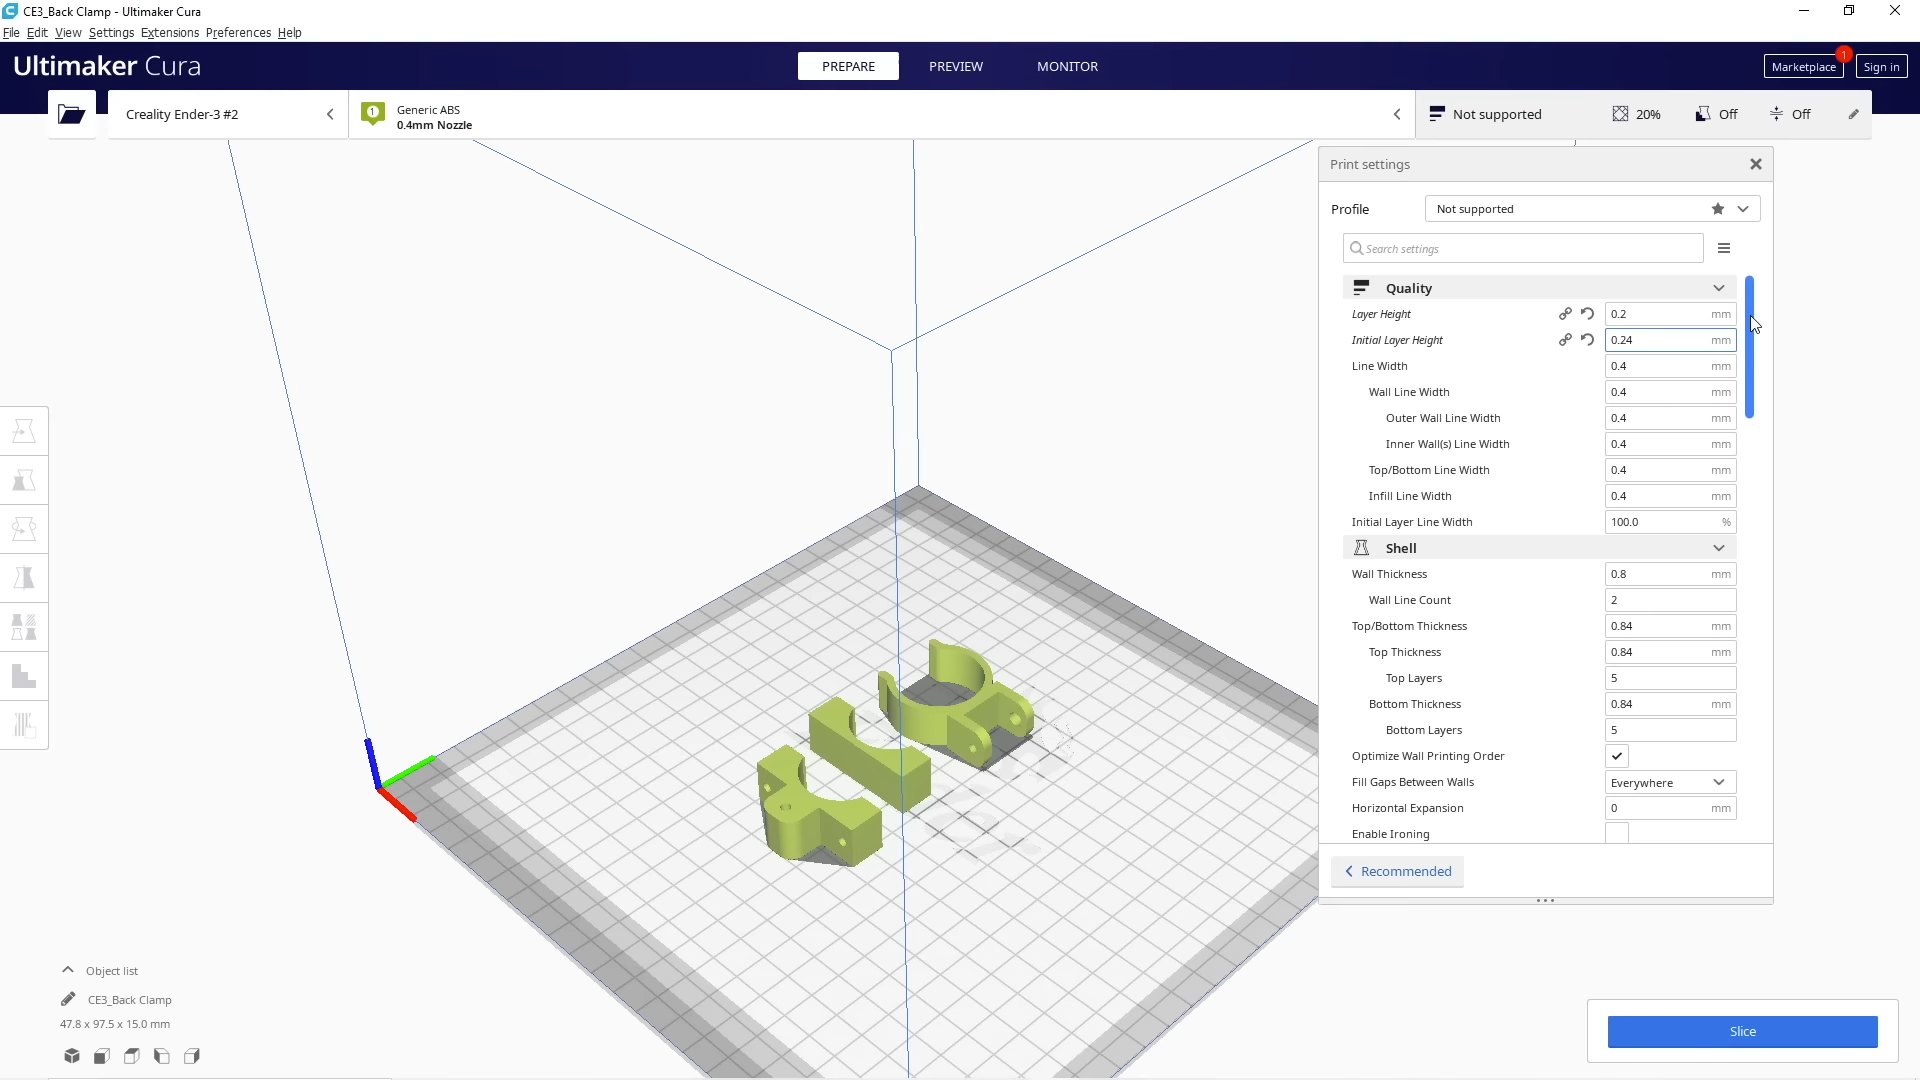 CE3_Back Clamp - Ultimaker Cura
File Edit View Settings Extensions Preferences Help
Ultimaker Cura
PREPARE
PREVIEW
MONITOR
1
Marketplace
Sign in
Creality Ender-3 #2
1
Generic ABS
0.4mm Nozzle
Not supported
20%
Off
Off
Print settings
Profile
Not supported
Search settings
Quality
Layer Height 0.2 mm
Initial Layer Height 0.24 mm
Line Width 0.4 mm
Wall Line Width 0.4 mm
Outer Wall Line Width 0.4 mm
Inner Wall(s) Line Width 0.4 mm
Top/Bottom Line Width 0.4 mm
Infill Line Width 0.4 mm
Initial Layer Line Width 100.0 %
Shell
Wall Thickness 0.8 mm
Wall Line Count 2
Top/Bottom Thickness 0.84 mm
Top Thickness 0.84 mm
Top Layers 5
Bottom Thickness 0.84 mm
Bottom Layers 5
Optimize Wall Printing Order
Fill Gaps Between Walls Everywhere
Horizontal Expansion 0 mm
Enable Ironing
Recommended
Object list
CE3_Back Clamp
47.8 x 97.5 x 15.0 mm
Slice